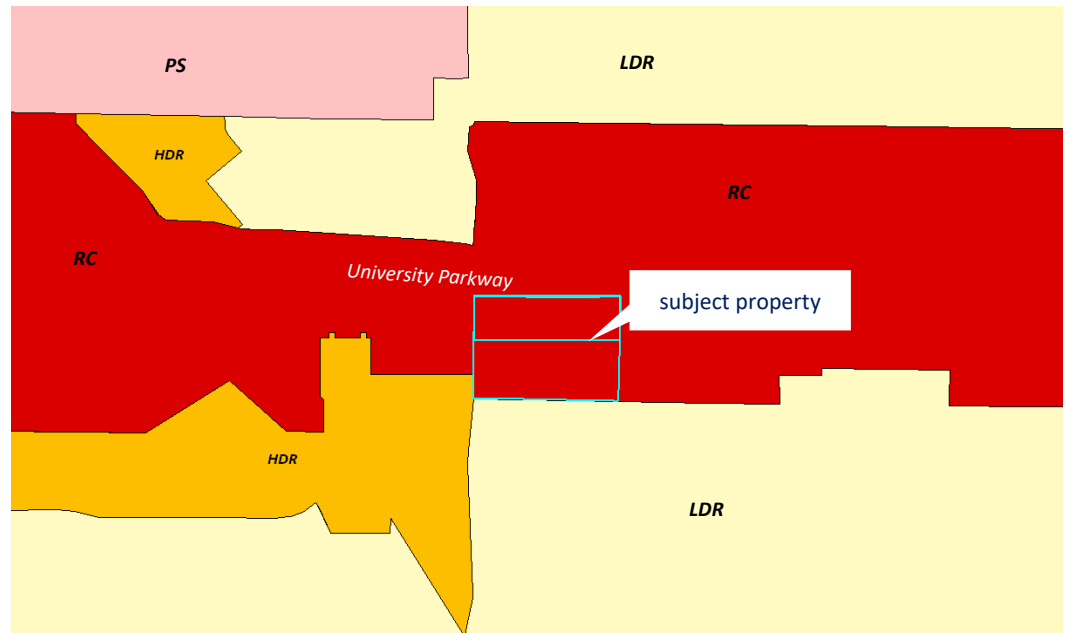 PS
LDR
HDR
RC
RC
University Parkway
subject property
HDR
LDR